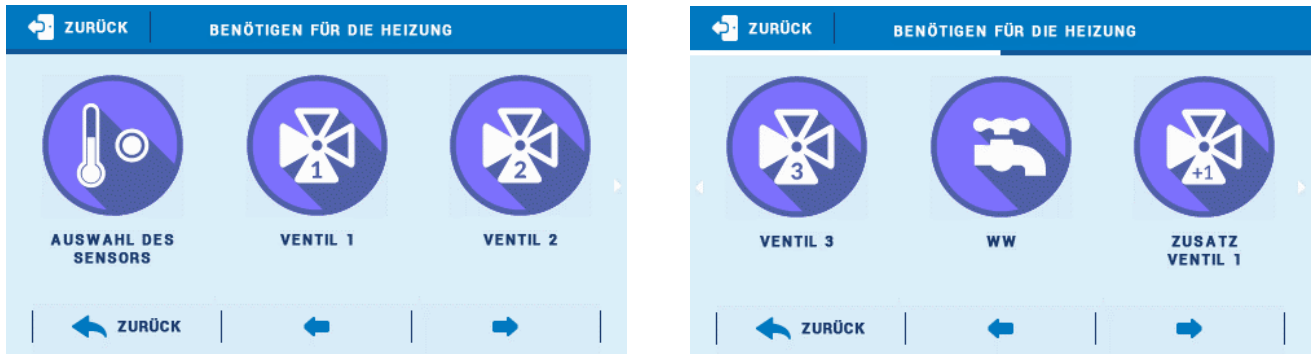 ZURÜCK BENÖTIGEN FÜR DIE HEIZUNG
1 2
AUSWAHL DES SENSORS VENTIL 1 VENTIL 2
ZURÜCK
ZURÜCK BENÖTIGEN FÜR DIE HEIZUNG
3 +1
VENTIL 3 WW ZUSATZ VENTIL 1
ZURÜCK